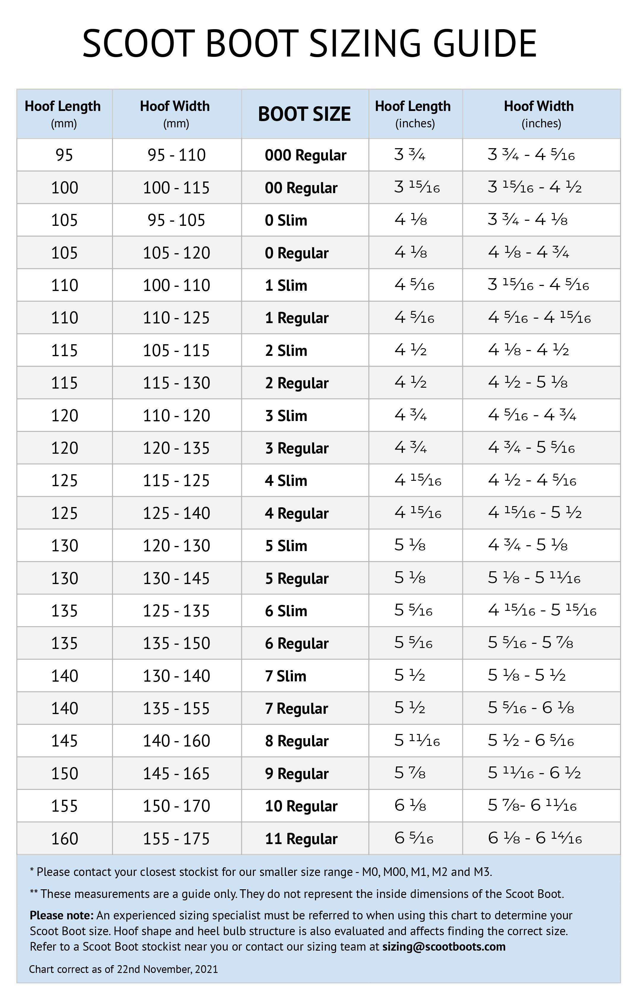 SCOOT BOOT SIZING GUIDE
Hoof Length (mm) Hoof Width (mm) BOOT SIZE Hoof Length (inches) Hoof Width (inches)
95 95 - 110 000 Regular 3 ¾ 3 ¾ - 4 5⁄16
100 100 - 115 00 Regular 3 15⁄16 3 15⁄16 - 4 ½
105 95 - 105 0 Slim 4 ⅛ 3 ¾ - 4 ⅛
105 105 - 120 0 Regular 4 ⅛ 4 ⅛ - 4 ¾
110 100 - 110 1 Slim 4 5⁄16 3 15⁄16 - 4 5⁄16
110 110 - 125 1 Regular 4 5⁄16 4 5⁄16 - 4 15⁄16
115 105 - 115 2 Slim 4 ½ 4 ⅛ - 4 ½
115 115 - 130 2 Regular 4 ½ 4 ½ - 5 ⅛
120 110 - 120 3 Slim 4 ¾ 4 5⁄16 - 4 ¾
120 120 - 135 3 Regular 4 ¾ 4 ¾ - 5 5⁄16
125 115 - 125 4 Slim 4 15⁄16 4 ½ - 4 5⁄16
125 125 - 140 4 Regular 4 15⁄16 4 15⁄16 - 5 ½
130 120 - 130 5 Slim 5 ⅛ 4 ¾ - 5 ⅛
130 130 - 145 5 Regular 5 ⅛ 5 ⅛ - 5 11⁄16
135 125 - 135 6 Slim 5 5⁄16 4 15⁄16 - 5 15⁄16
135 135 - 150 6 Regular 5 5⁄16 5 5⁄16 - 5 ⅞
140 130 - 140 7 Slim 5 ½ 5 ⅛ - 5 ½
140 135 - 155 7 Regular 5 ½ 5 5⁄16 - 6 ⅛
145 140 - 160 8 Regular 5 11⁄16 5 ½ - 6 5⁄16
150 145 - 165 9 Regular 5 ⅞ 5 11⁄16 - 6 ½
155 150 - 170 10 Regular 6 ⅛ 5 ⅞- 6 11⁄16
160 155 - 175 11 Regular 6 5⁄16 6 ⅛ - 6 14⁄16
* Please contact your closest stockist for our smaller size range - M0, M00, M1, M2 and M3.
** These measurements are a guide only. They do not represent the inside dimensions of the Scoot Boot.
Please note: An experienced sizing specialist must be referred to when using this chart to determine your
Scoot Boot size. Hoof shape and heel bulb structure is also evaluated and affects finding the correct size.
Refer to a Scoot Boot stockist near you or contact our sizing team at sizing@scootboots.com
Chart correct as of 22nd November, 2021